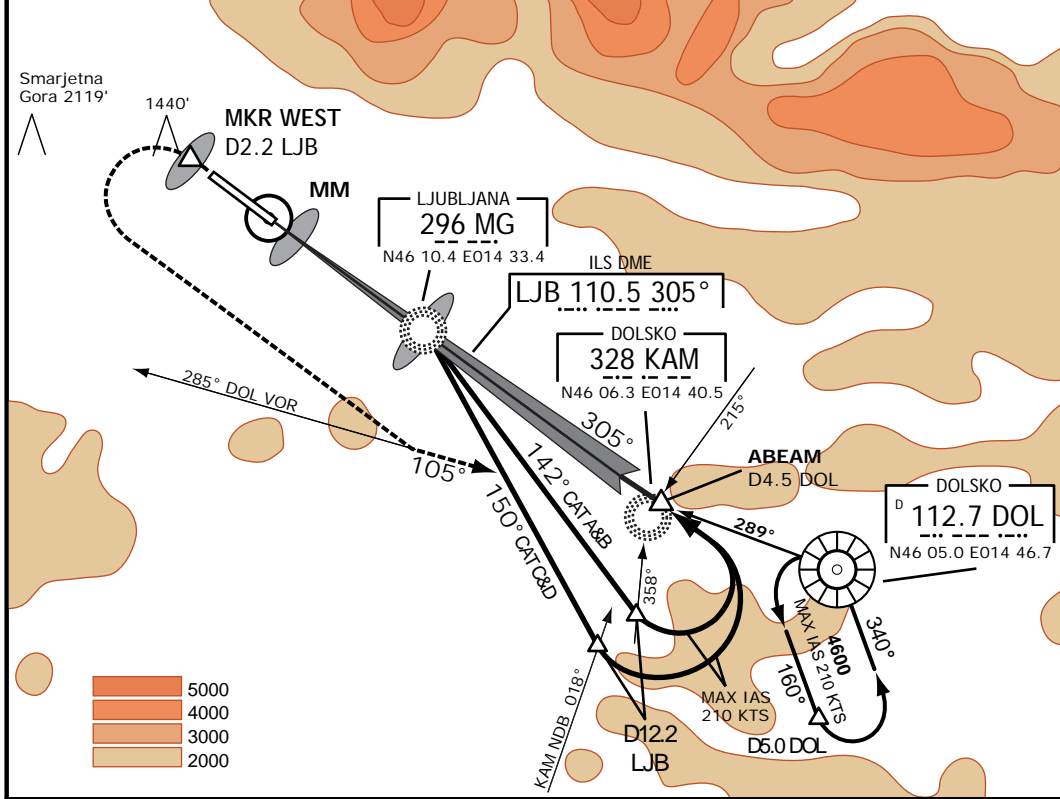 Smarjetna
Gora 2119'
1440'
MKR WEST
D2.2 LJB
MM
LJUBLJANA
296 MG
N46 10.4 E014 33.4
ILS DME
LJB 110.5 305°
DOLSKO
328 KAM
N46 06.3 E014 40.5
215°
285° DOL VOR
105°
305°
142° CAT A&B
150° CAT C&D
ABEAM
D4.5 DOL
DOLSKO
D 112.7 DOL
N46 05.0 E014 46.7
289°
358°
KAM NDB 018°
MAX IAS
210 KTS
4600
MAX IAS 210 KTS
340°
160°
D12.2
LJB
D5.0 DOL
5000
4000
3000
2000